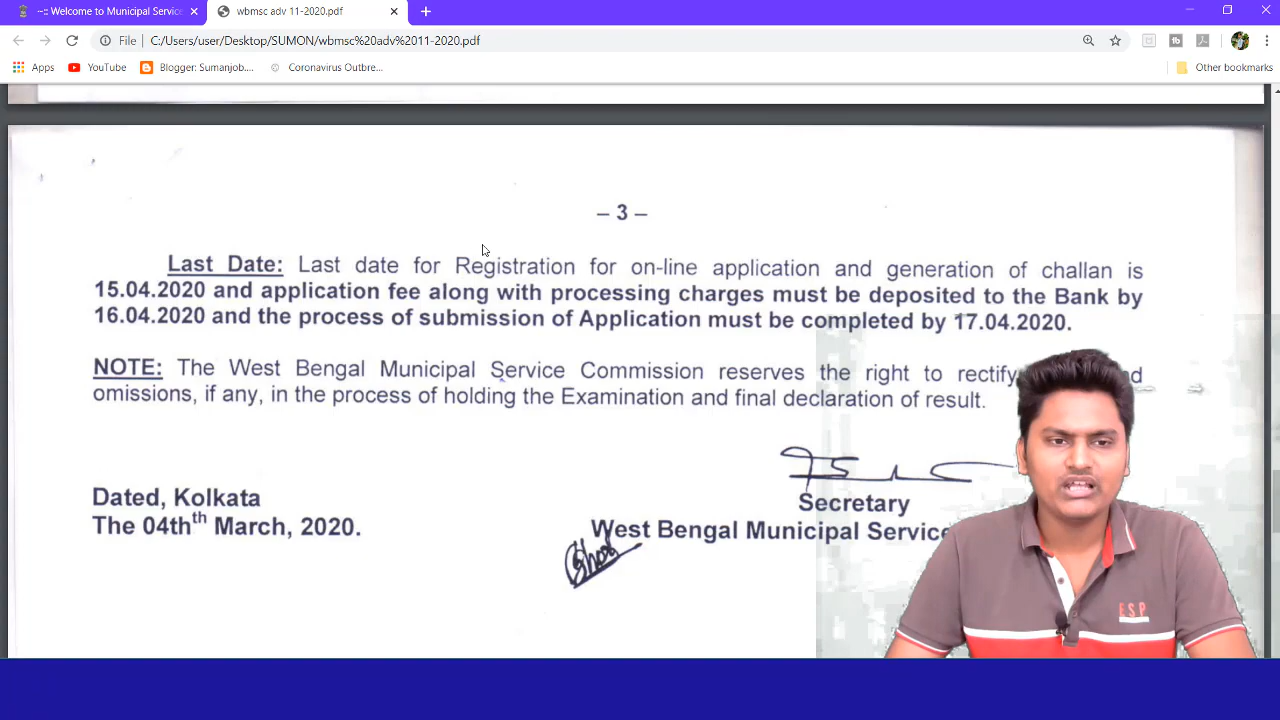 -:: Welcome to Municipal Service
wbmsc adv 11-2020.pdf
File C:/Users/user/Desktop/SUMON/wbmsc%20adv%2011-2020.pdf
Apps YouTube Blogger: Sumanjob.... Coronavirus Outbre... Other bookmarks
– 3 –
Last Date: Last date for Registration for on-line application and generation of challan is
15.04.2020 and application fee along with processing charges must be deposited to the Bank by
16.04.2020 and the process of submission of Application must be completed by 17.04.2020.
NOTE: The West Bengal Municipal Service Commission reserves the right to rectify
omissions, if any, in the process of holding the Examination and final declaration of result.
Dated, Kolkata
The 04thth March, 2020.
Secretary
West Bengal Municipal Service
ESP